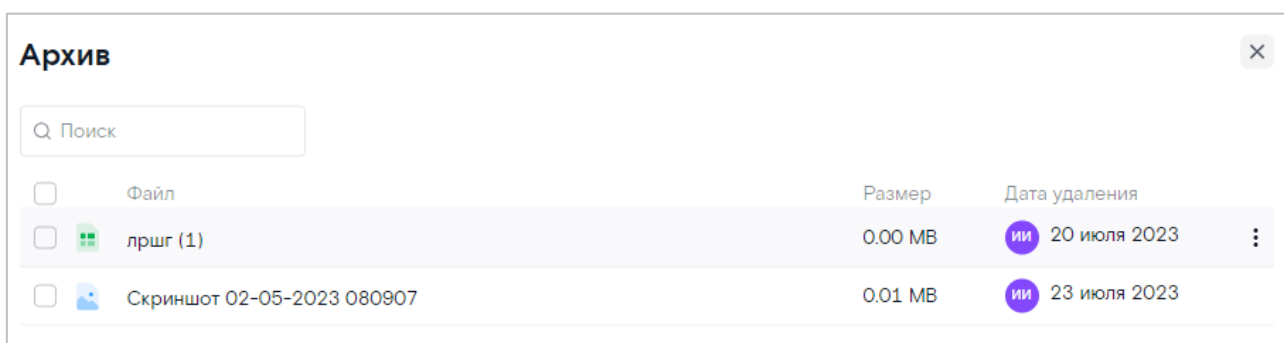 Архив
Поиск
Файл Размер Дата удаления
лршг (1) 0.00 MB ИИ 20 июля 2023
Скриншот 02-05-2023 080907 0.01 MB ИИ 23 июля 2023